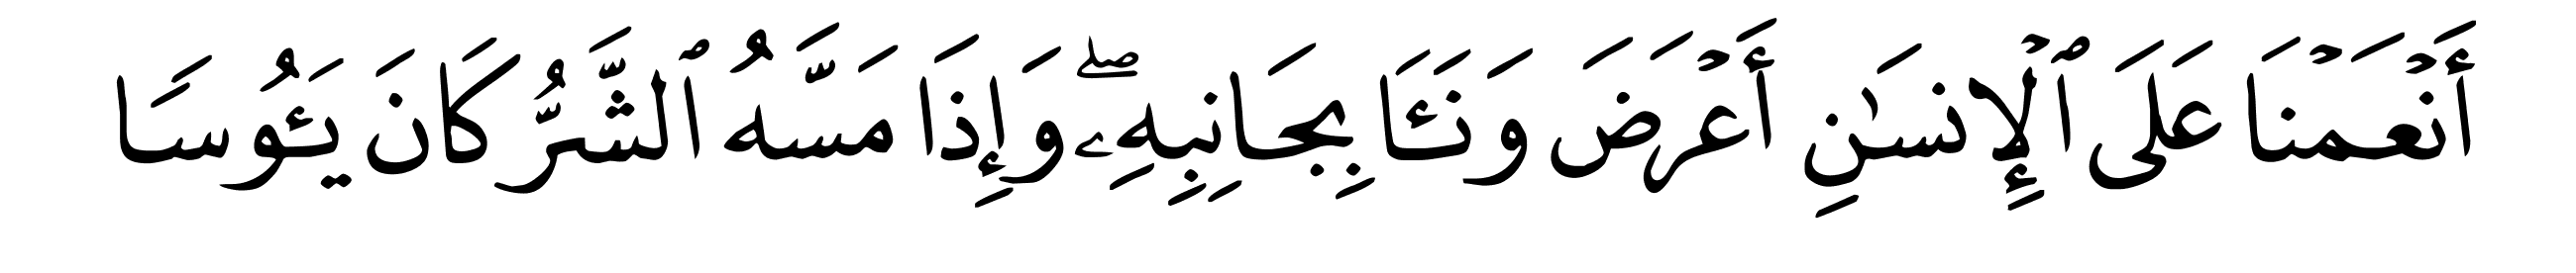 أَنۡعَمۡنَا عَلَى ٱلۡإِنسَـٰنِ أَعۡرَضَ وَنَـَٔا بِجَانِبِهِۦۖ وَإِذَا مَسَّهُ ٱلشَّرُّ كَانَ يَـُٔوسَۢا